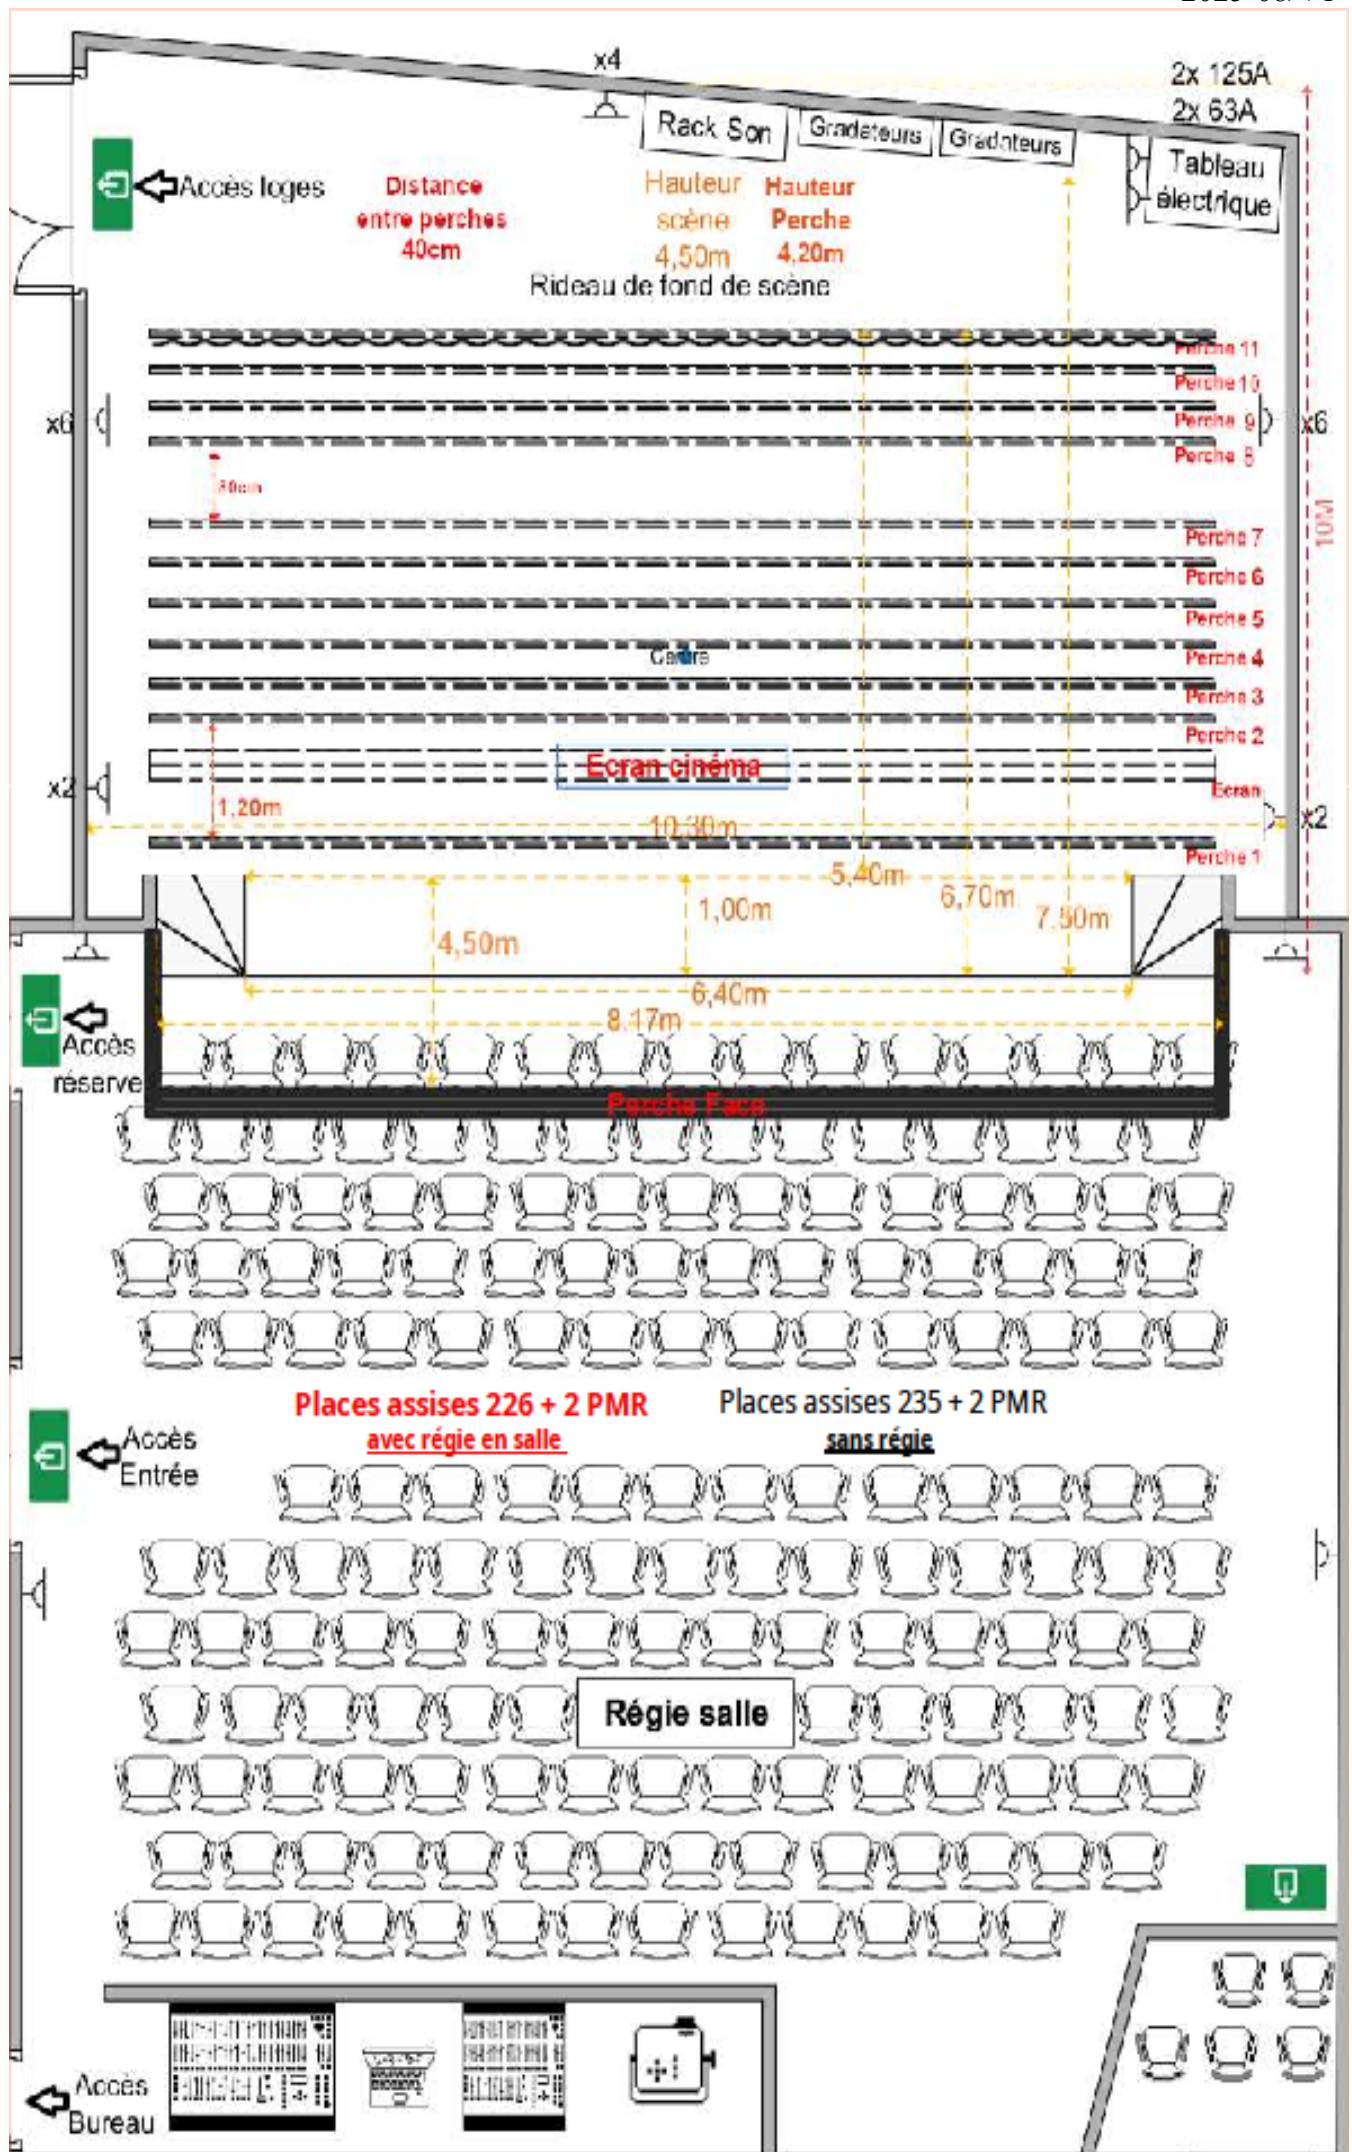 x4
2x 125A
2x 63A
Rack Son
Gradateurs
Gradateurs
Tableau
électrique
Accès loges
Distance
entre perches
40cm
Hauteur
scène
4,50m
Hauteur
Perche
4,20m
Rideau de fond de scène
Perche 11
Perche 10
x6
Perche 9
x6
Perche 8
80cm
10M
Perche 7
Perche 6
Perche 5
Centre
Perche 4
Perche 3
Perche 2
Ecran cinéma
x2
Ecran
1,20m
10.30m
x2
Perche 1
5,40m
6,70m
7.50m
1,00m
4,50m
6,40m
8.17m
Accès
réserve
Perche Face
Places assises 226 + 2 PMR
avec régie en salle
Places assises 235 + 2 PMR
sans régie
Accès
Entrée
Régie salle
Accès
Bureau